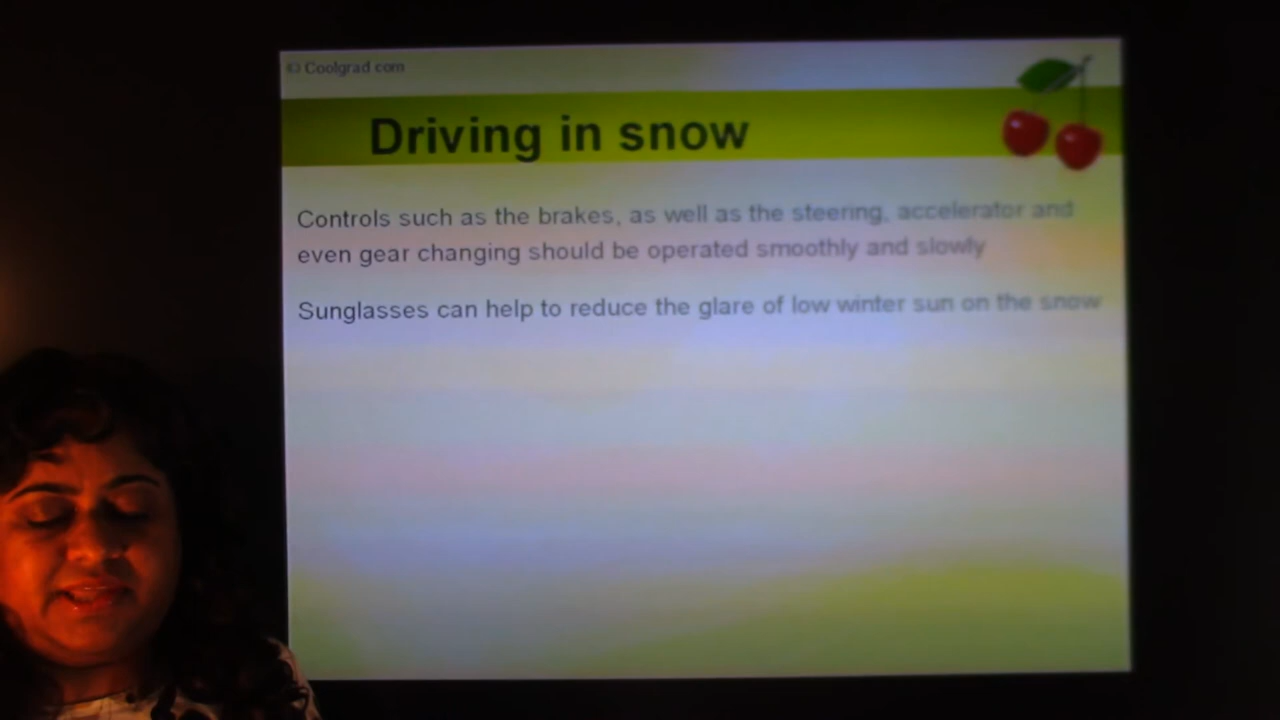 © Coolgrad com
Driving in snow
Controls such as the brakes, as well as the steering, accelerator and
even gear changing should be operated smoothly and slowly
Sunglasses can help to reduce the glare of low winter sun on the snow